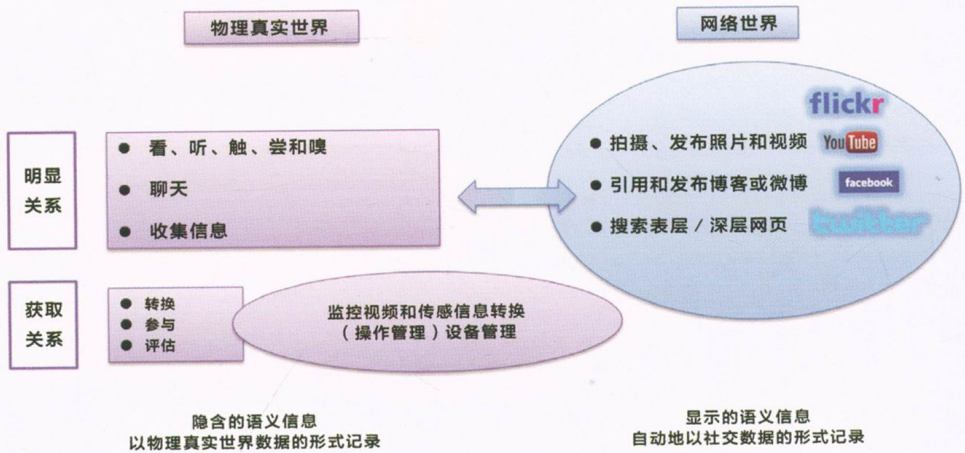 物理真实世界
网络世界
明显
关系
● 看、听、触、尝和嗅
● 聊天
● 收集信息
flickr
● 拍摄、发布照片和视频
YouTube
● 引用和发布博客或微博
facebook
● 搜索表层 / 深层网页
twitter
获取
关系
● 转换
● 参与
● 评估
监控视频和传感信息转换
（操作管理）设备管理
隐含的语义信息
以物理真实世界数据的形式记录
显示的语义信息
自动地以社交数据的形式记录